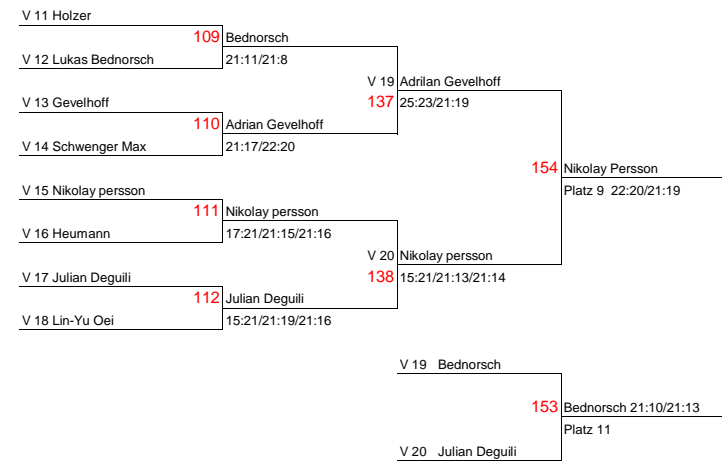 V 11 Holzer
109 Bednorsch
V 12 Lukas Bednorsch 21:11/21:8
V 19 Adrilan Gevelhoff
V 13 Gevelhoff 137 25:23/21:19
110 Adrian Gevelhoff
V 14 Schwenger Max 21:17/22:20
154 Nikolay Persson
V 15 Nikolay persson Platz 9 22:20/21:19
111 Nikolay persson
V 16 Heumann 17:21/21:15/21:16
V 20 Nikolay persson
V 17 Julian Deguili 138 15:21/21:13/21:14
112 Julian Deguili
V 18 Lin-Yu Oei 15:21/21:19/21:16
V 19 Bednorsch
153 Bednorsch 21:10/21:13
Platz 11
V 20 Julian Deguili